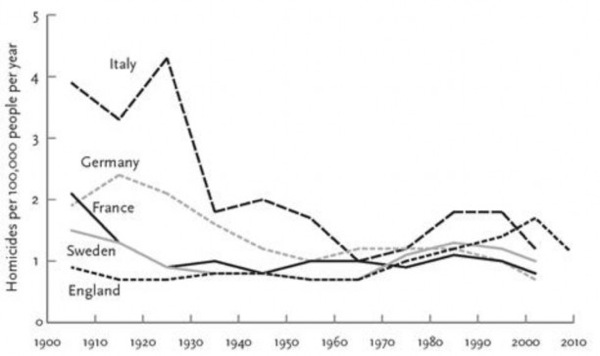 Homicides per 100,000 people per year
5
4
3
2
1
0
Italy
Germany
France
Sweden
England
1900 1910 1920 1930 1940 1950 1960 1970 1980 1990 2000 2010